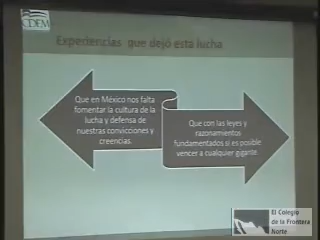 CDEM
Experiencias que dejó esta lucha
Que en México nos falta
fomentar la cultura de la
lucha y defensa de
nuestras convicciones y
creencias.
Que con las leyes y
razonamientos
fundamentados si es posible
vencer a cualquier gigante.
El Colegio
de la Frontera
Norte